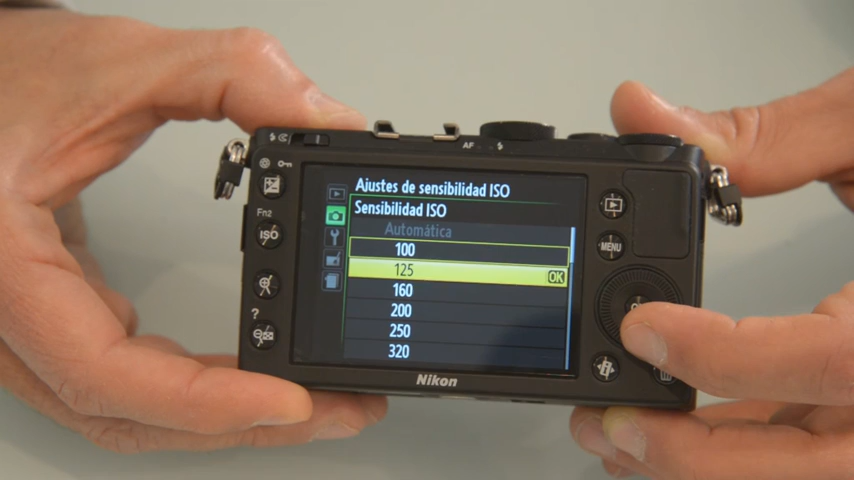 AF
Fn2
ISO
?
MENU
Ajustes de sensibilidad ISO
Sensibilidad ISO
Automática
100
125 OK
160
200
250
320
Nikon